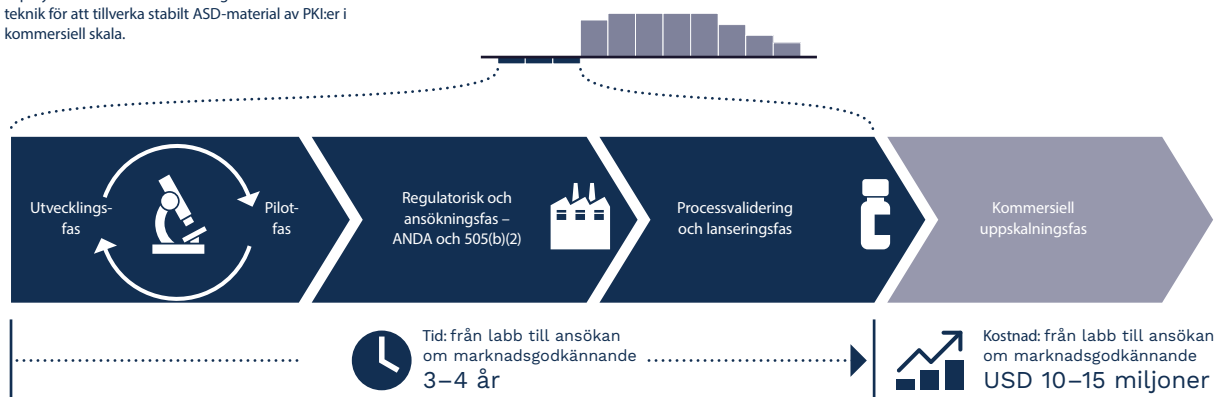 teknik för att tillverka stabilt ASD-material av PKI:er i
kommersiell skala.
Utvecklings-
fas
Pilot-
fas
Regulatorisk och
ansökningsfas –
ANDA och 505(b)(2)
Processvalidering
och lanseringsfas
Kommersiell
uppskalningsfas
Tid: från labb till ansökan
om marknadsgodkännande
3–4 år
Kostnad: från labb till ansökan
om marknadsgodkännande
USD 10–15 miljoner